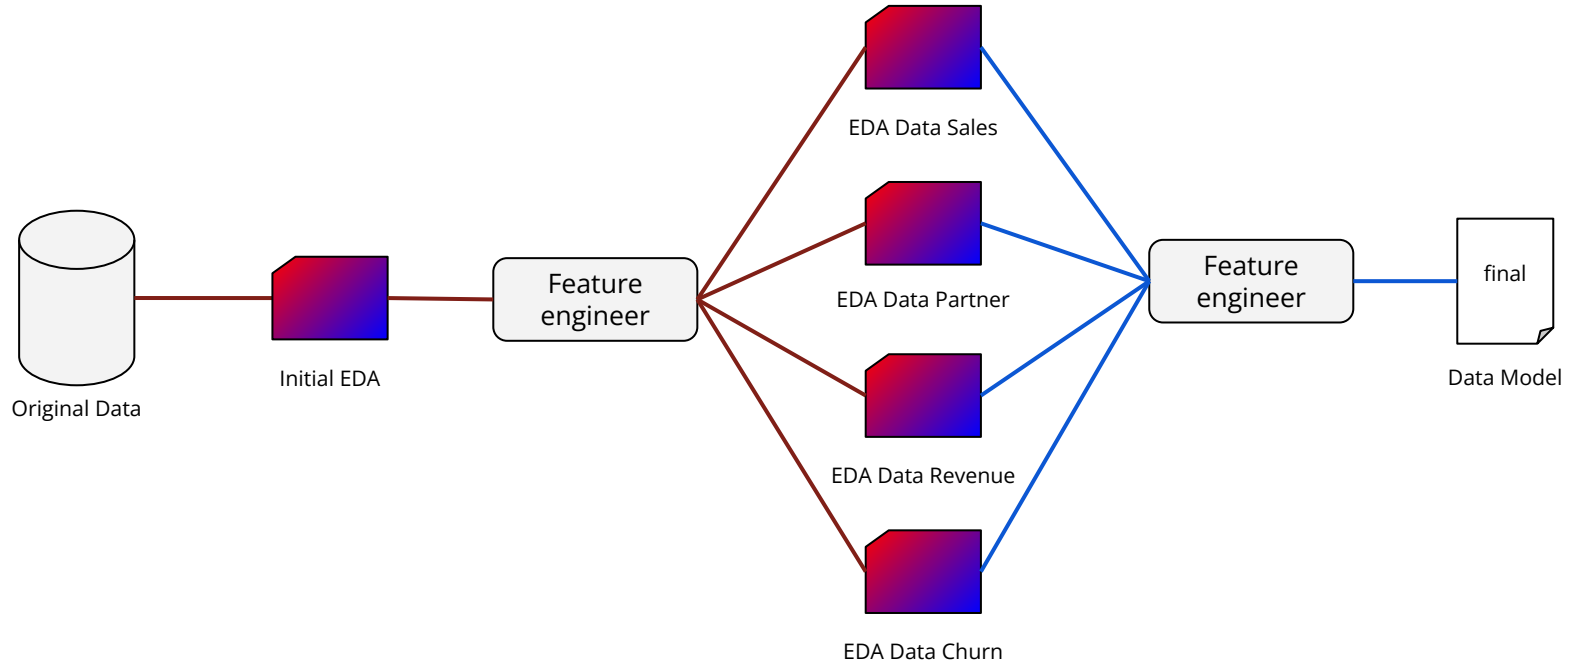 Original Data
Initial EDA
Feature
engineer
EDA Data Sales
EDA Data Partner
EDA Data Revenue
EDA Data Churn
Feature
engineer
final
Data Model